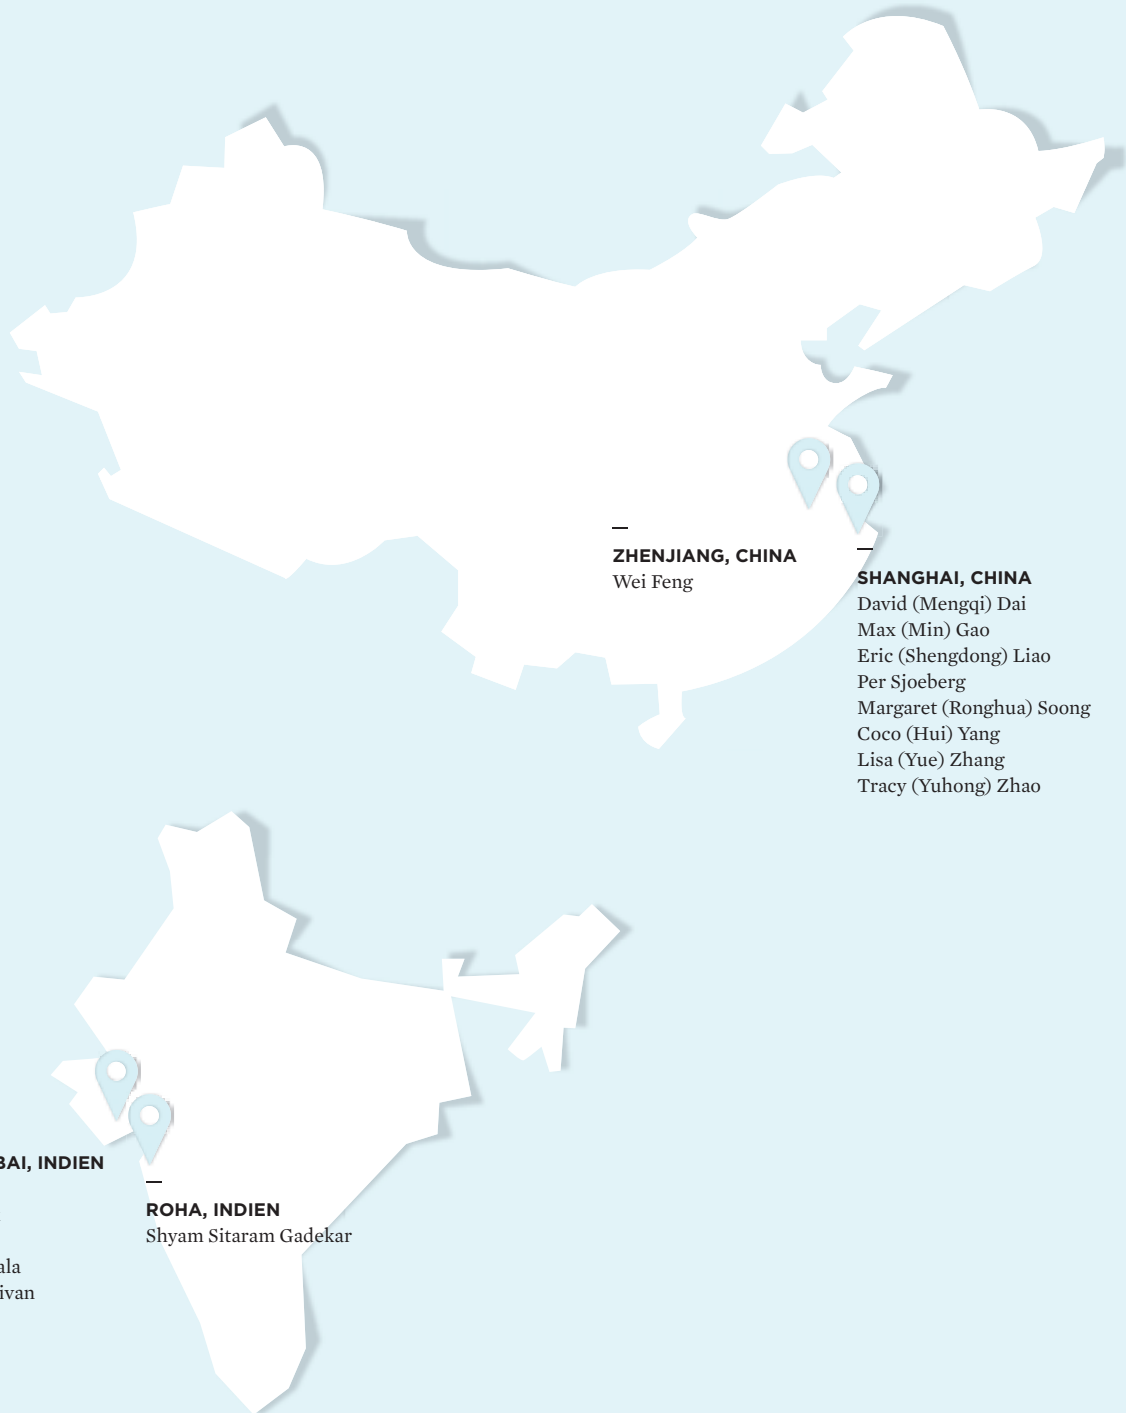 ZHENJIANG, CHINA
Wei Feng
SHANGHAI, CHINA
David (Mengqi) Dai
Max (Min) Gao
Eric (Shengdong) Liao
Per Sjoeberg
Margaret (Ronghua) Soong
Coco (Hui) Yang
Lisa (Yue) Zhang
Tracy (Yuhong) Zhao
INDIEN
ROHA, INDIEN
Shyam Sitaram Gadekar